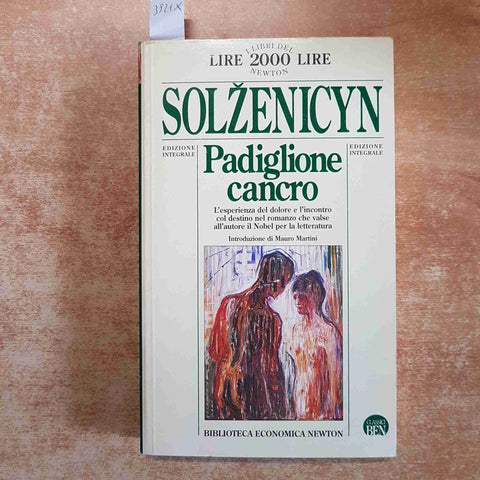 3521X
I LIBRI DEL
LIRE 2000 LIRE
NEWTON
SOLŽENICYN
EDIZIONE
INTEGRALE
EDIZIONE
INTEGRALE
Padiglione
cancro
L'esperienza del dolore e l'incontro
col destino nel romanzo che valse
all'autore il Nobel per la letteratura
Introduzione di Mauro Martini
CLASSICI
BEN
BIBLIOTECA ECONOMICA NEWTON